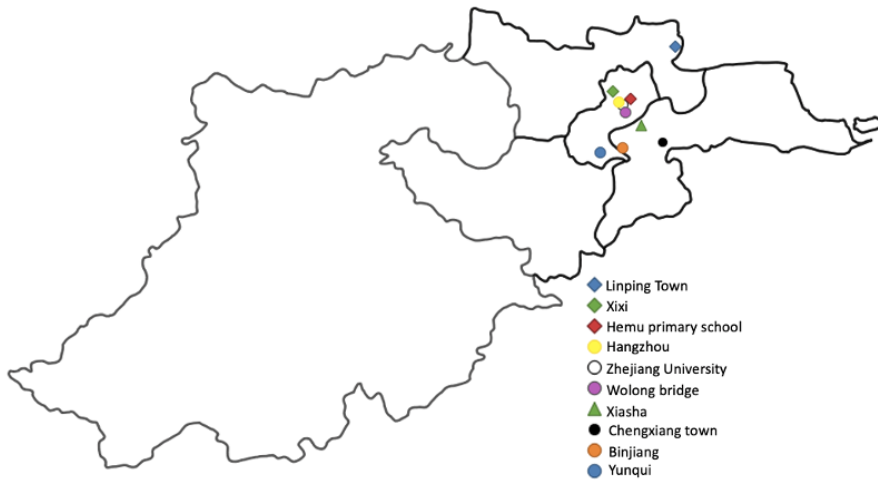 Linping Town
Xixi
Hemu primary school
Hangzhou
Zhejiang University
Wolong bridge
Xiasha
Chengxiang town
Binjiang
Yunqui